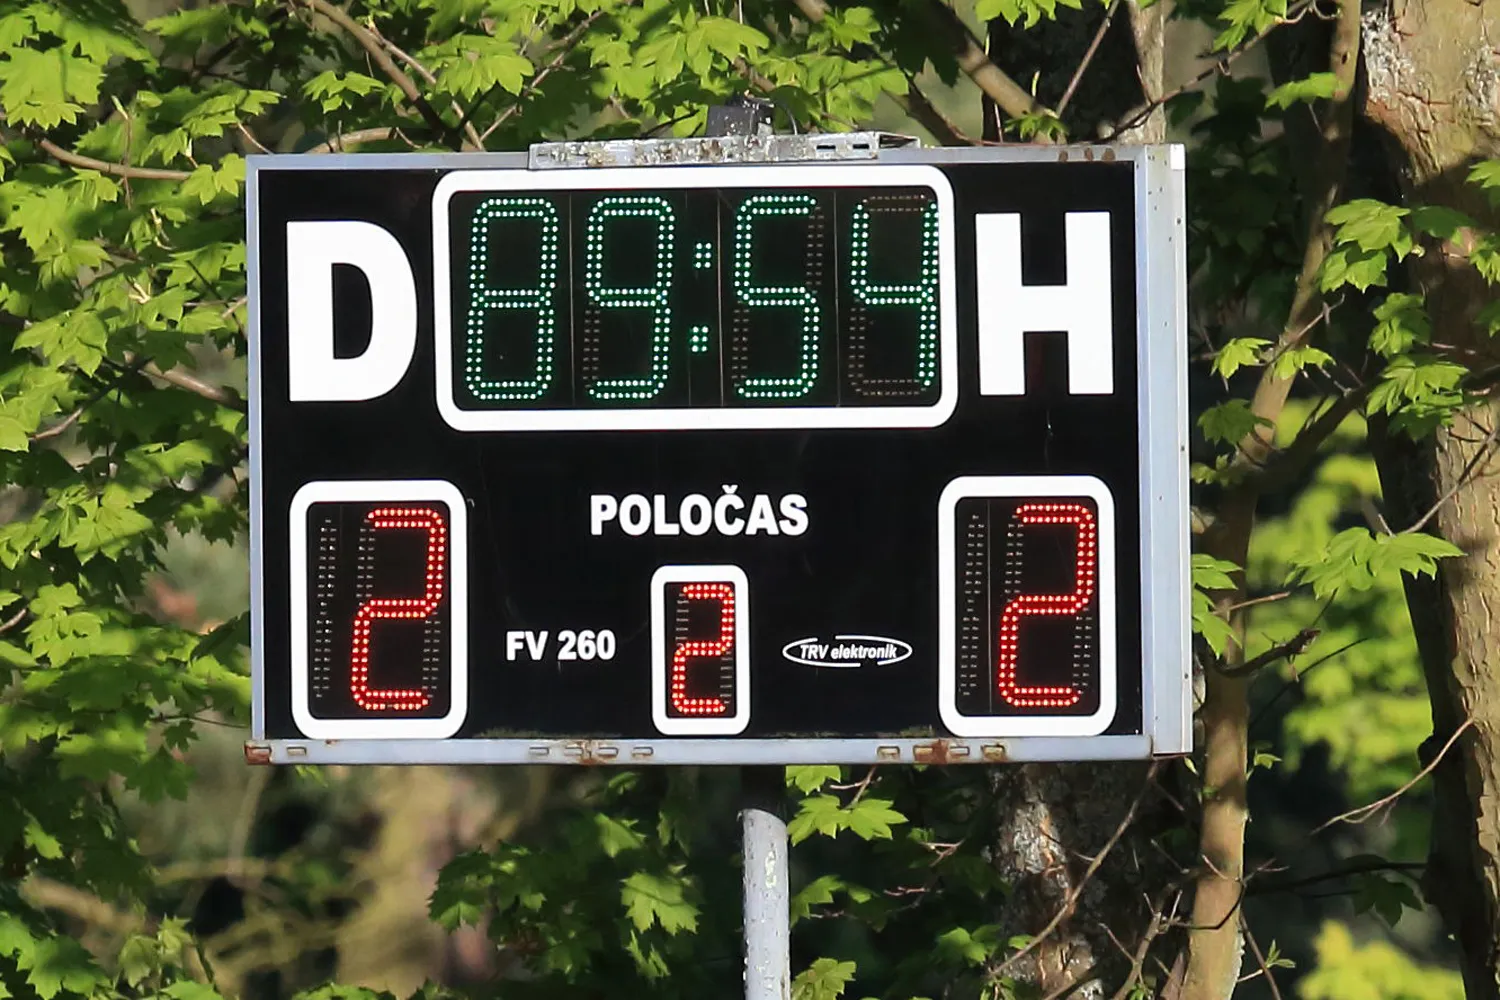 D 89:54 H
POLOČAS
2 FV 260 2 TRV elektronik 2